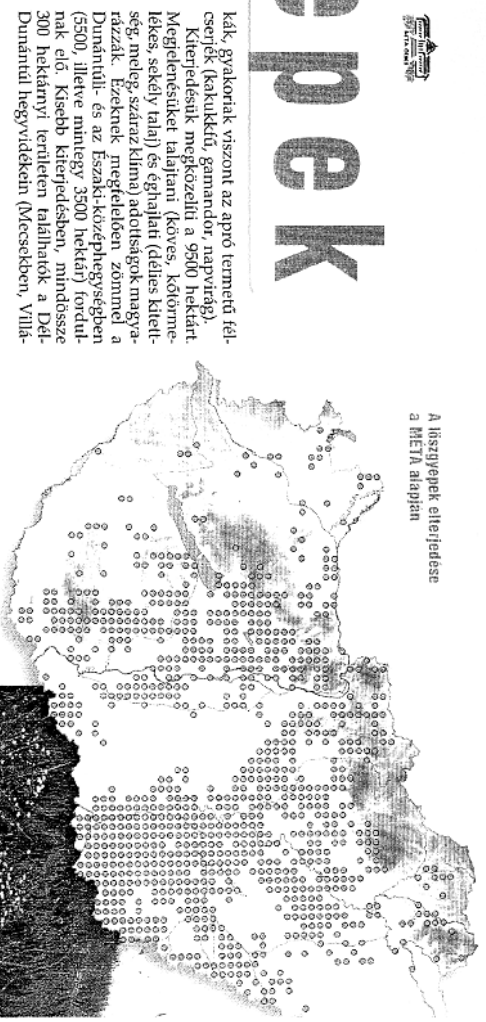 epek
kák, gyakoriak viszont az apró termetű fél-
cserjék (kakukkfű, gamandor, napvirág).
Kiterjedésük megközelíti a 9500 hektárt.
Megjelenésüket talajtani (köves, kőtörme-
lékes, sekély talaj) és éghajlati (délies kitett-
ség, meleg, száraz klíma) adottságok magya-
rázzák. Ezeknek megfelelően zömmel a
Dunántúli- és az Északi-középhegységben
(5500, illetve mintegy 3500 hektár) fordul-
nak elő. Kisebb kiterjedésben, mindössze
300 hektárnyi területen találhatók a Dél-
Dunántúl hegyvidékein (Mecsekben, Villá-
A löszgyepek elterjedése
a META alapján